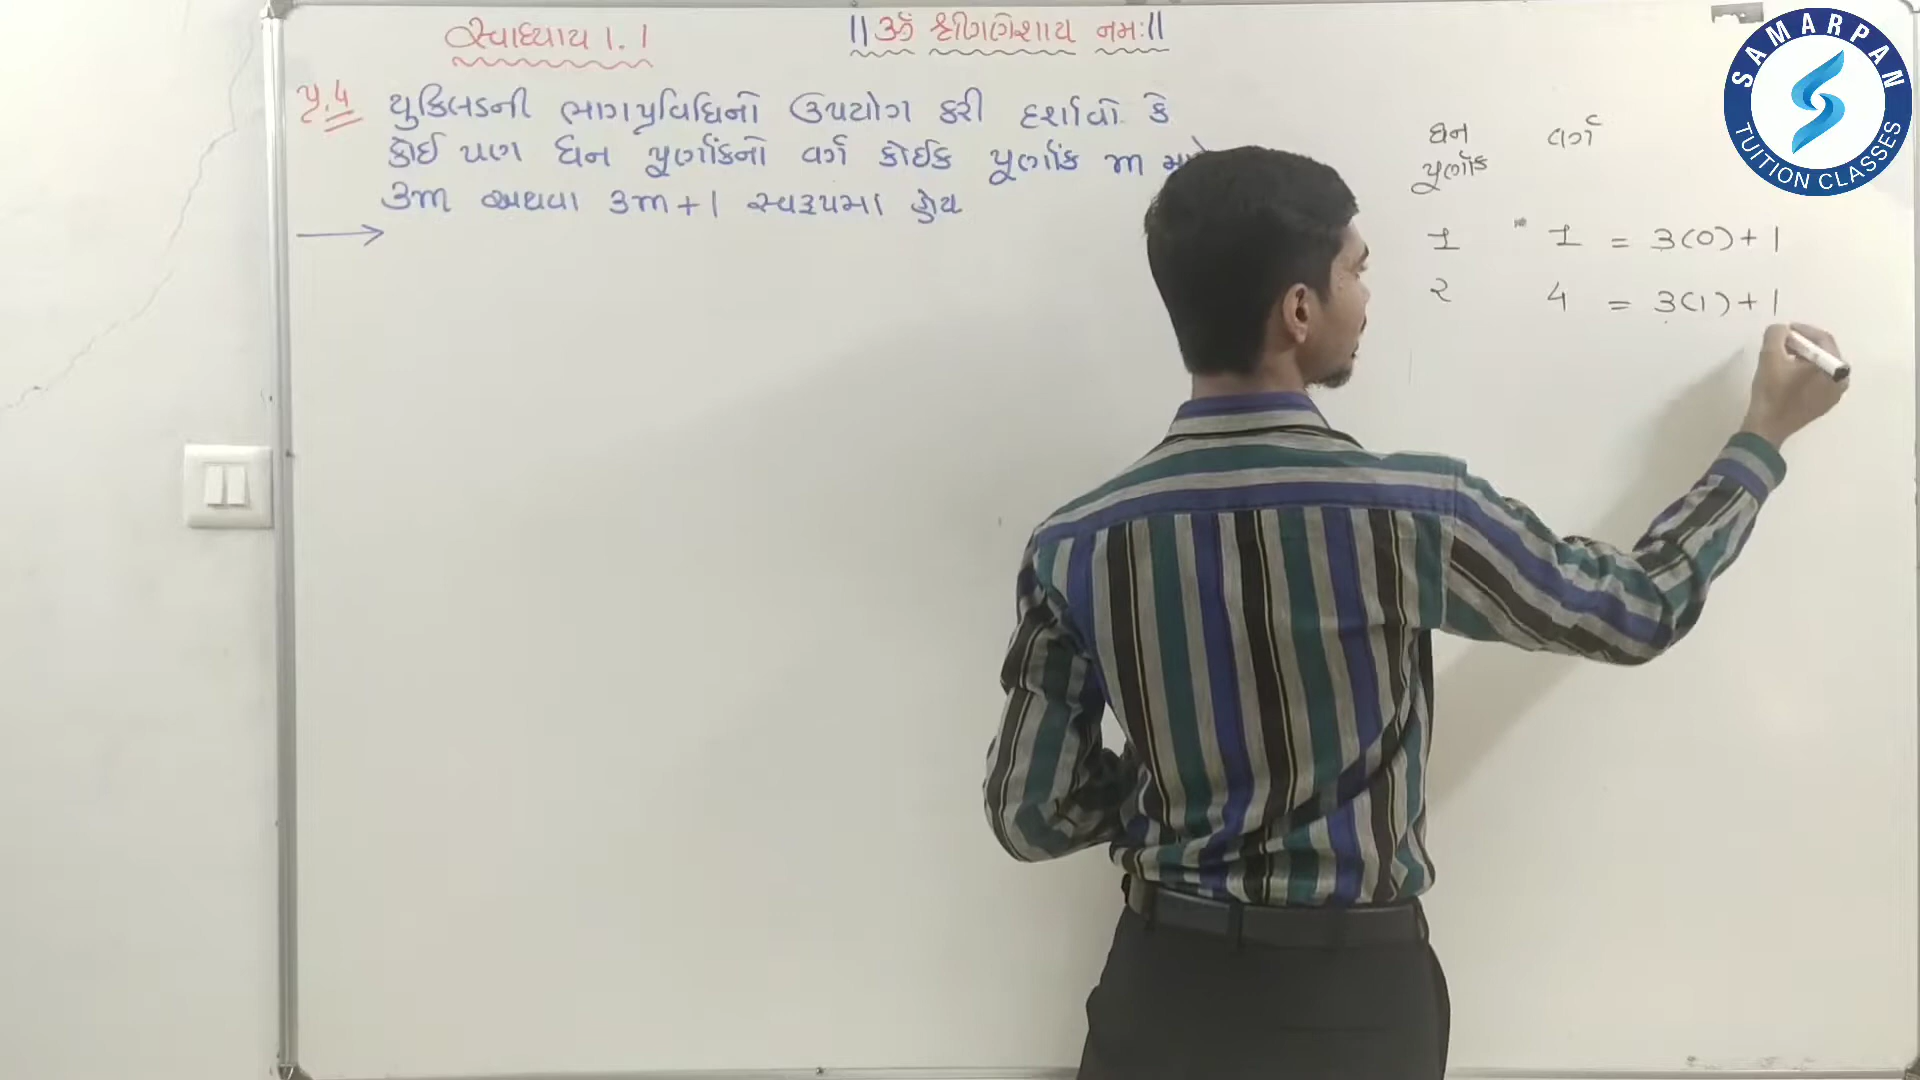 સ્વાધ્યાય 1.1
||ૐ શ્રીગણેશાય નમઃ||
પ્ર.4 યુક્લિડની ભાગપ્રવિધિનો ઉપયોગ કરી દર્શાવો કે
કોઈ પણ ધન પૂર્ણાંકનો વર્ગ કોઈક પૂર્ણાંક m
3m અથવા 3m+1 સ્વરૂપમાં હોય
ધન પૂર્ણાંક
વર્ગ
1 1 = 3(0)+1
2 4 = 3(1)+1
SAMARPAN
TUITION CLASSES